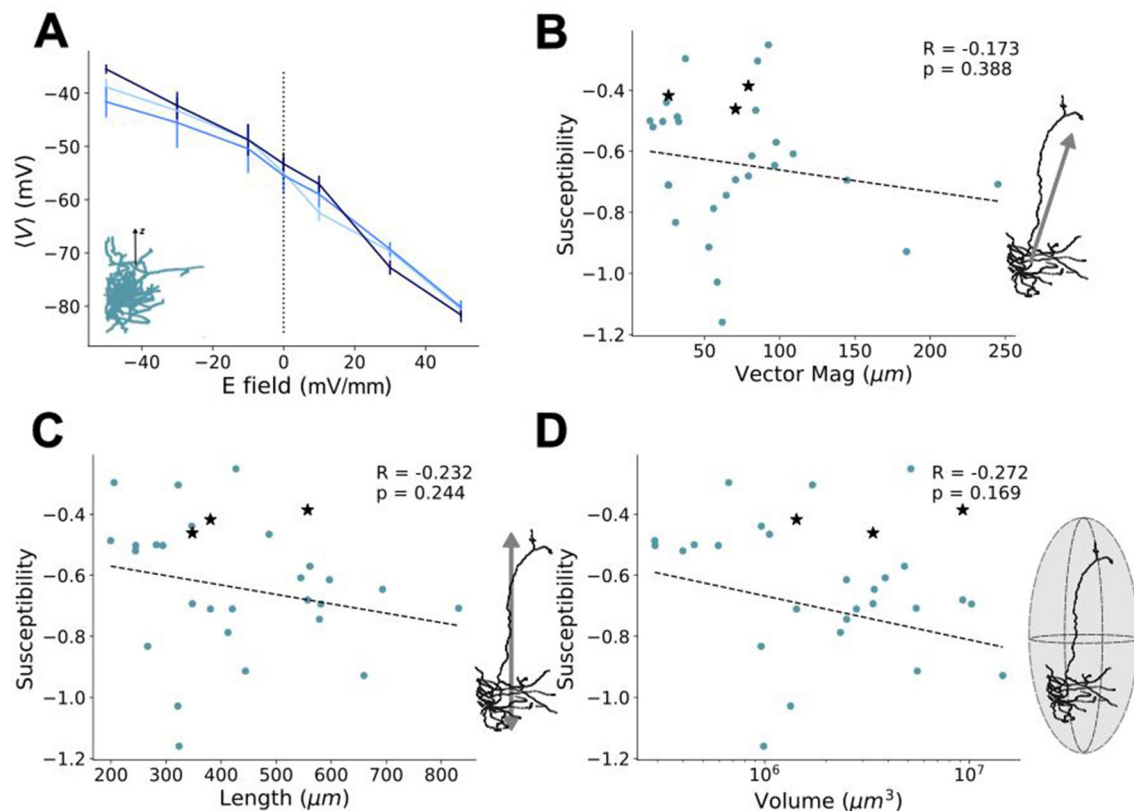 A
⟨V⟩ (mV)
−40
−50
−60
−70
−80
z
−40
−20
0
20
40
E field (mV/mm)
B
R = -0.173
p = 0.388
Susceptibility
−0.4
−0.6
−0.8
−1.0
−1.2
50
100
150
200
250
Vector Mag (μm)
C
R = -0.232
p = 0.244
Susceptibility
−0.4
−0.6
−0.8
−1.0
−1.2
200
300
400
500
600
700
800
Length (μm)
D
R = -0.272
p = 0.169
Susceptibility
−0.4
−0.6
−0.8
−1.0
−1.2
10⁶
10⁷
Volume (μm³)